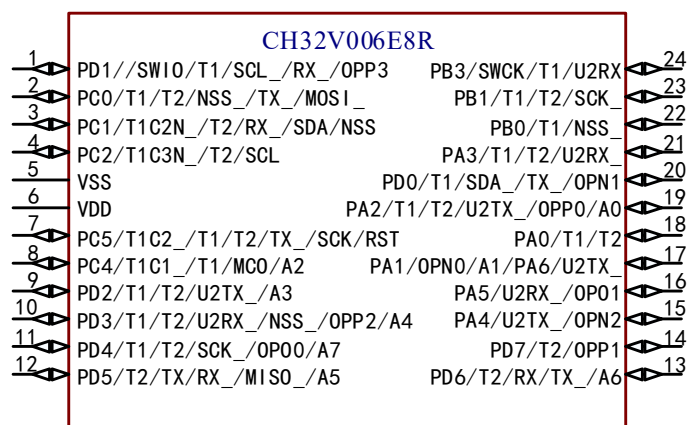 CH32V006E8R
1 PD1//SWIO/T1/SCL_/RX_/OPP3 PB3/SWCK/T1/U2RX 24
2 PC0/T1/T2/NSS_/TX_/MOSI_ PB1/T1/T2/SCK_ 23
3 PC1/T1C2N_/T2/RX_/SDA/NSS PB0/T1/NSS_ 22
4 PC2/T1C3N_/T2/SCL PA3/T1/T2/U2RX_ 21
5 VSS PD0/T1/SDA_/TX_/OPN1 20
6 VDD PA2/T1/T2/U2TX_/OPP0/A0 19
7 PC5/T1C2_/T1/T2/TX_/SCK/RST PA0/T1/T2 18
8 PC4/T1C1_/T1/MCO/A2 PA1/OPN0/A1/PA6/U2TX_ 17
9 PD2/T1/T2/U2TX_/A3 PA5/U2RX_/OPO1 16
10 PD3/T1/T2/U2RX/NSS_/OPP2/A4 PA4/U2TX_/OPN2 15
11 PD4/T1/T2/SCK_/OPO0/A7 PD7/T2/OPP1 14
12 PD5/T2/TX/RX_/MISO_/A5 PD6/T2/RX/TX_/A6 13